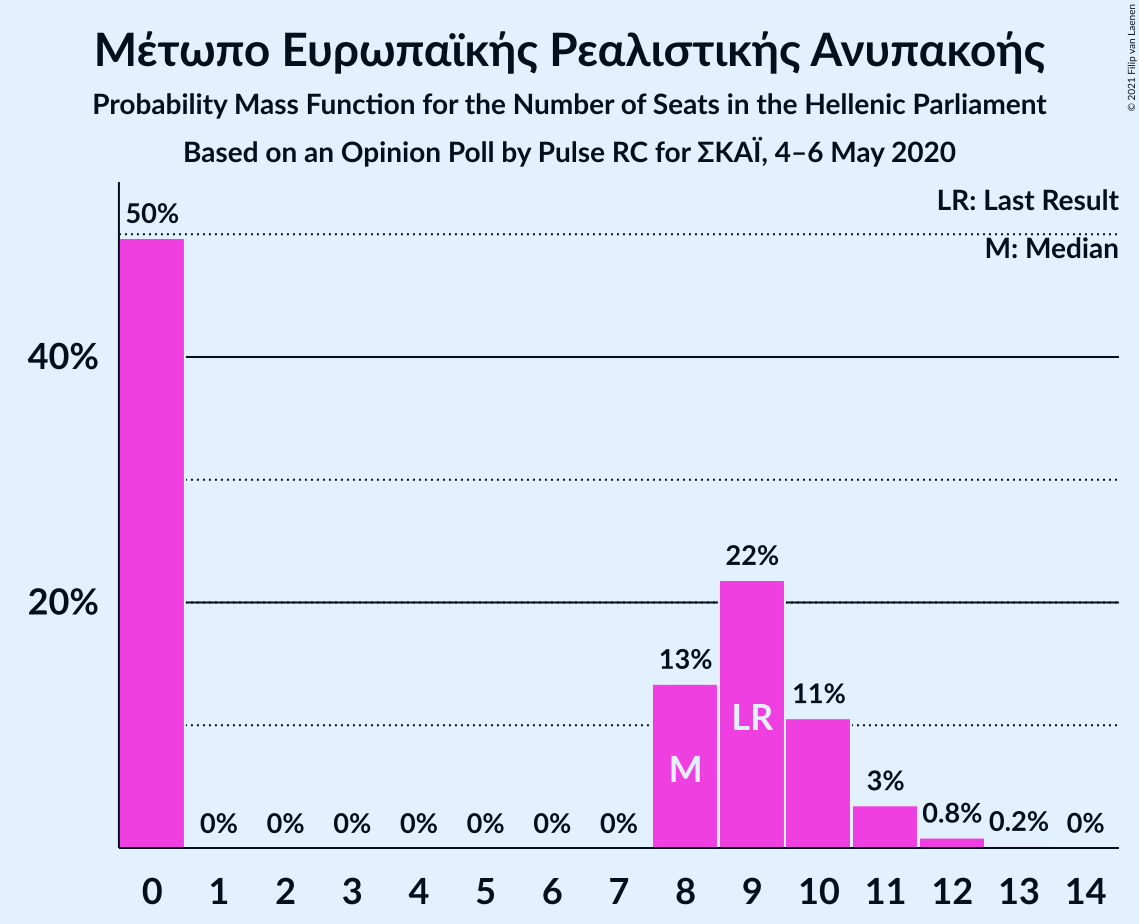 Μέτωπο Ευρωπαϊκής Ρεαλιστικής Ανυπακοής
Probability Mass Function for the Number of Seats in the Hellenic Parliament
Based on an Opinion Poll by Pulse RC for ΣΚΑΪ, 4–6 May 2020
© 2021 Filip van Laenen
LR: Last Result
M: Median
50%
40%
20%
0% 0% 0% 0% 0% 0% 0% 13% 22% 11% 3% 0.8% 0.2% 0%
M
LR
0 1 2 3 4 5 6 7 8 9 10 11 12 13 14